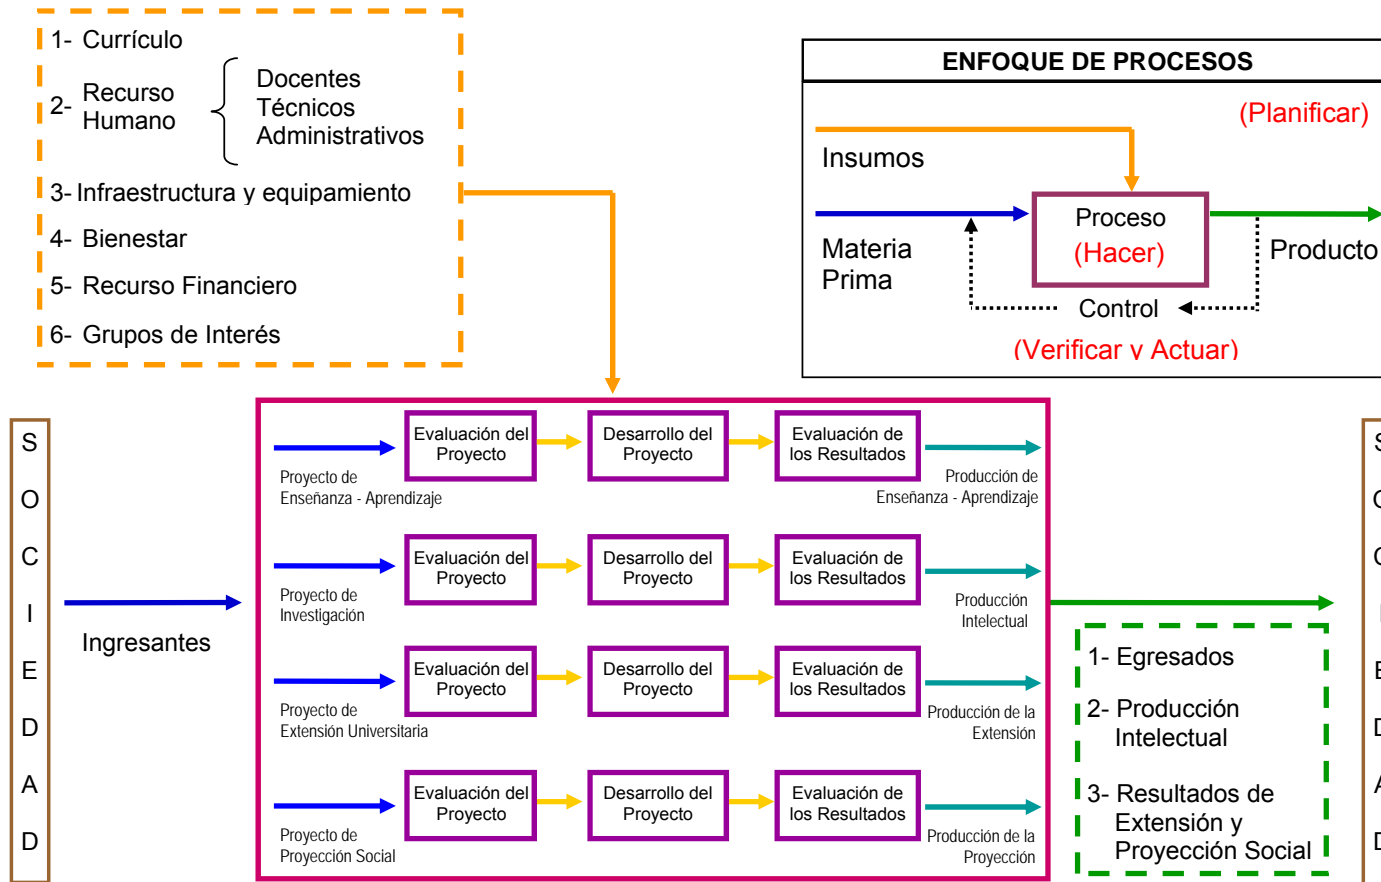 1- Currículo
2- Recurso
Humano
Docentes
Técnicos
Administrativos
3- Infraestructura y equipamiento
4- Bienestar
5- Recurso Financiero
6- Grupos de Interés
ENFOQUE DE PROCESOS
(Planificar)
Insumos
Materia
Prima
Proceso
(Hacer)
Producto
Control
(Verificar y Actuar)
S
O
C
I
E
D
A
D
Ingresantes
Proyecto de
Enseñanza - Aprendizaje
Evaluación del
Proyecto
Desarrollo del
Proyecto
Evaluación de
los Resultados
Producción de
Enseñanza - Aprendizaje
Proyecto de
Investigación
Evaluación del
Proyecto
Desarrollo del
Proyecto
Evaluación de
los Resultados
Producción
Intelectual
Proyecto de
Extensión Universitaria
Evaluación del
Proyecto
Desarrollo del
Proyecto
Evaluación de
los Resultados
Producción de la
Extensión
Proyecto de
Proyección Social
Evaluación del
Proyecto
Desarrollo del
Proyecto
Evaluación de
los Resultados
Producción de la
Proyección
1- Egresados
2- Producción
Intelectual
3- Resultados de
Extensión y
Proyección Social
S
O
C
I
E
D
A
D